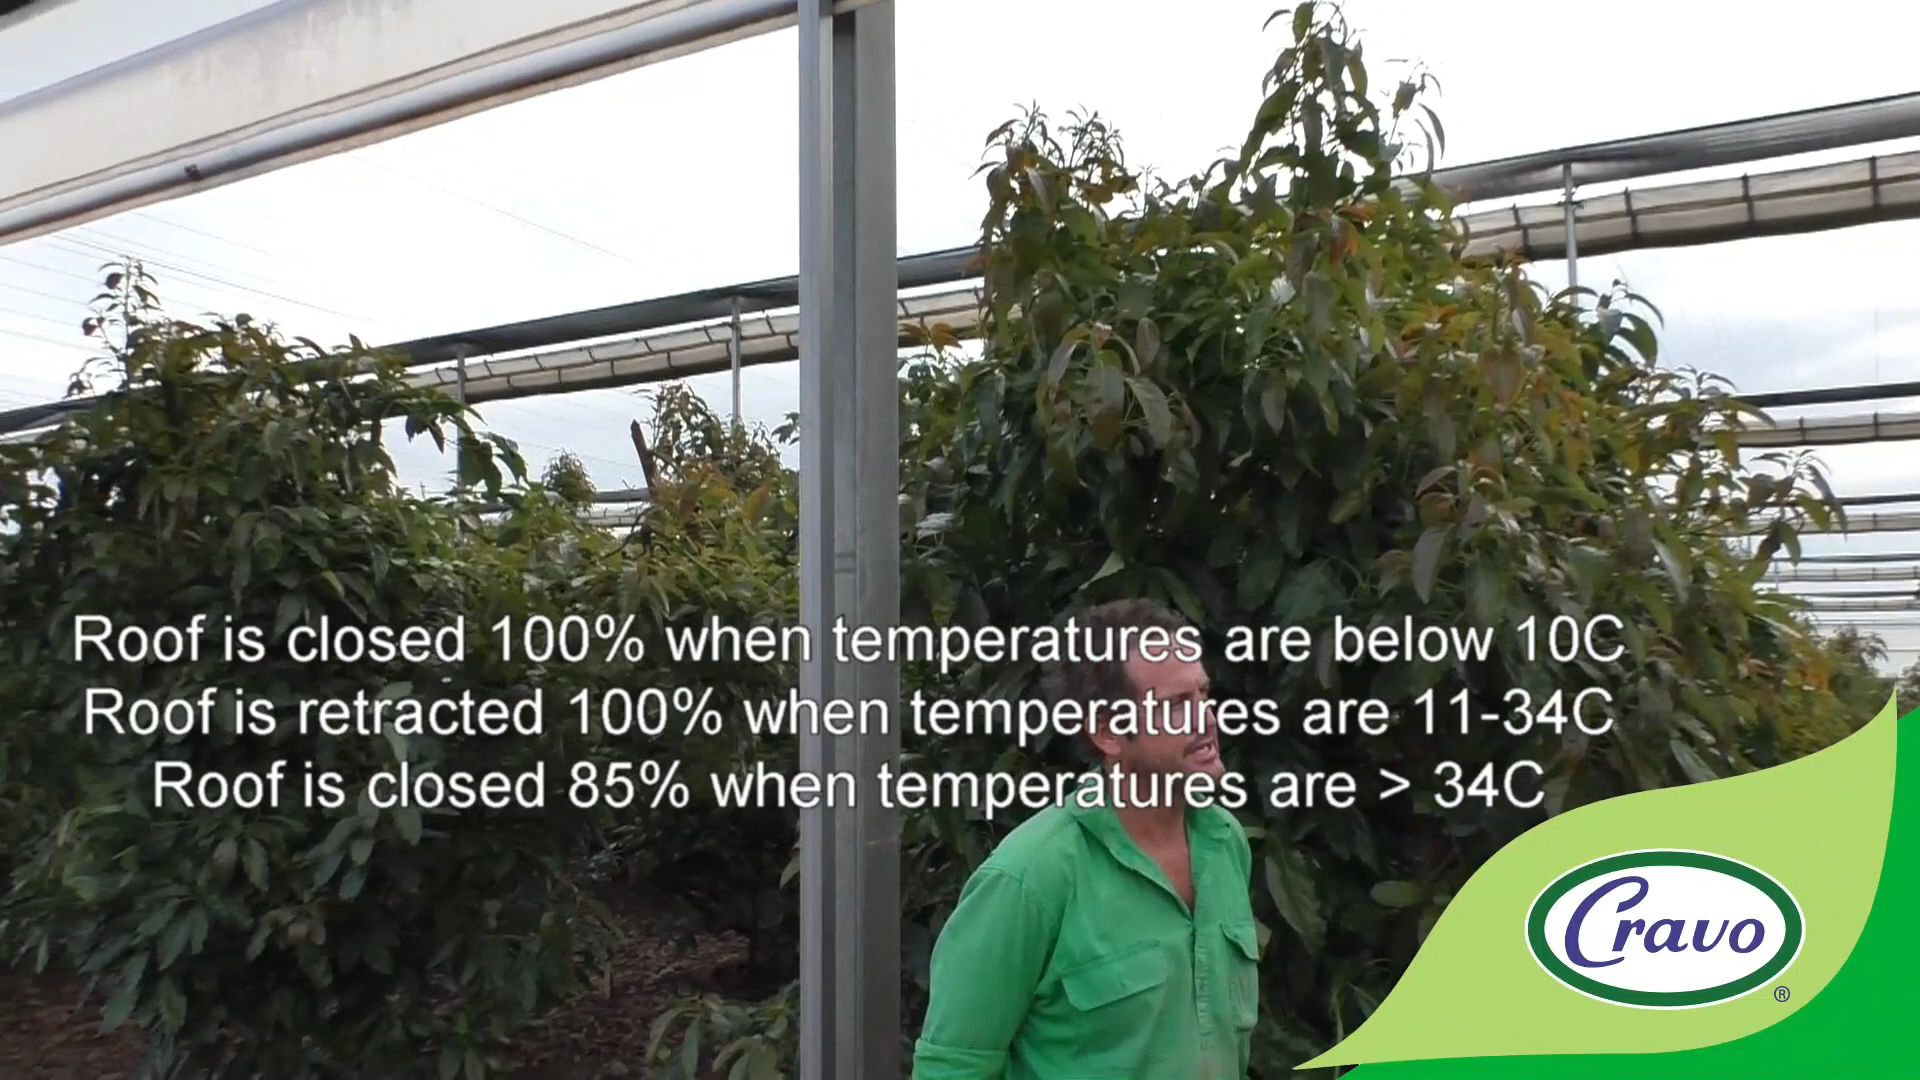 Roof is closed 100% when temperatures are below 10C
Roof is retracted 100% when temperatures are 11-34C
Roof is closed 85% when temperatures are > 34C
Cravo
®